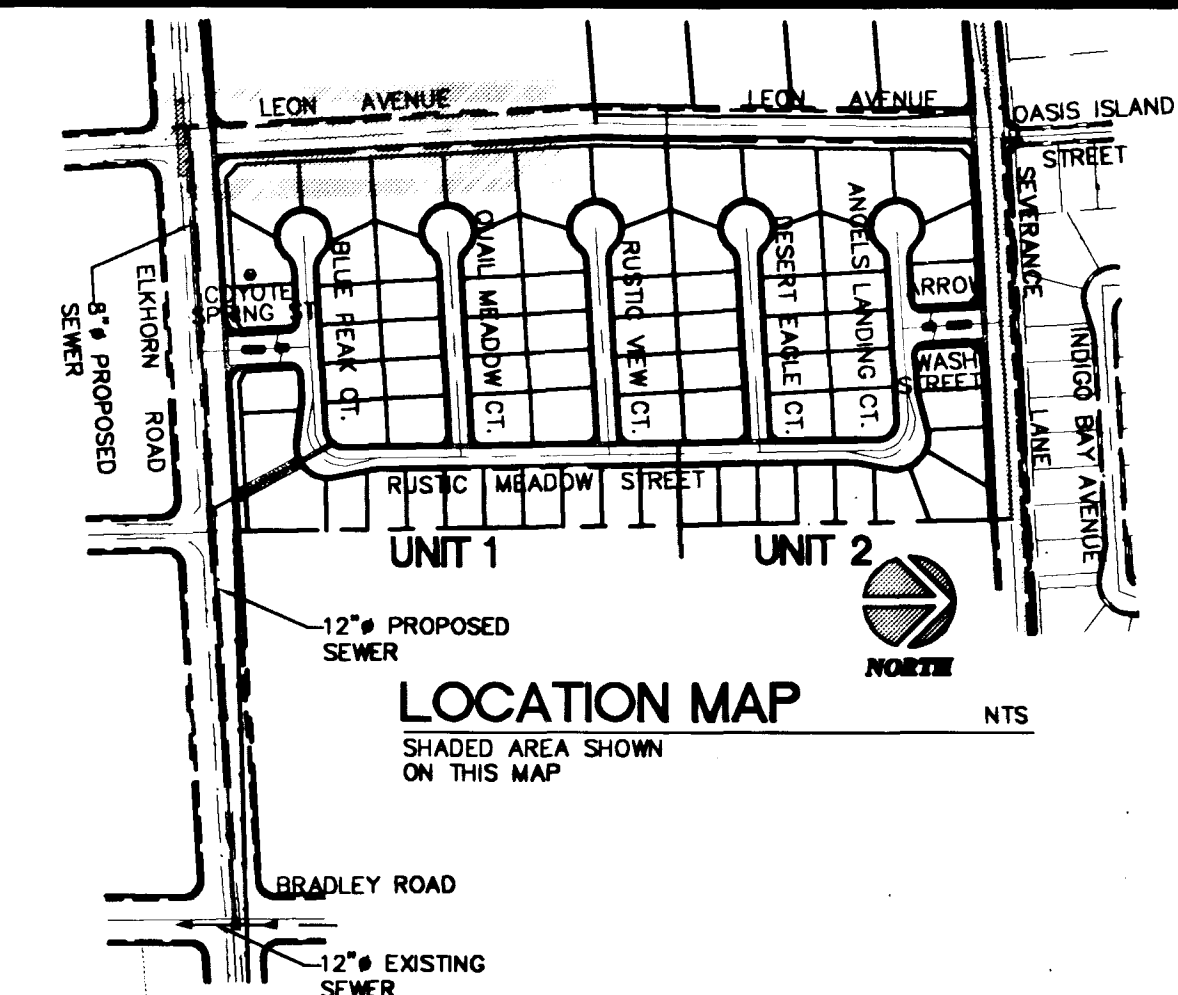 LEON AVENUE
LEON AVENUE
OASIS ISLAND
STREET
SEVERANCE
LANE
INDIGO BAY AVENUE
8"ø PROPOSED
SEWER
ELKHORN ROAD
COYOTE
SPRING ST
BLUE PEAK CT.
QUAIL MEADOW CT.
RUSTIC VIEW CT.
DESERT EAGLE CT.
ANGELS LANDING CT.
ARROW
WASH
STREET
RUSTIC MEADOW STREET
UNIT 1
UNIT 2
12"ø PROPOSED
SEWER
NORTH
LOCATION MAP
NTS
SHADED AREA SHOWN
ON THIS MAP
BRADLEY ROAD
12"ø EXISTING
SEWER